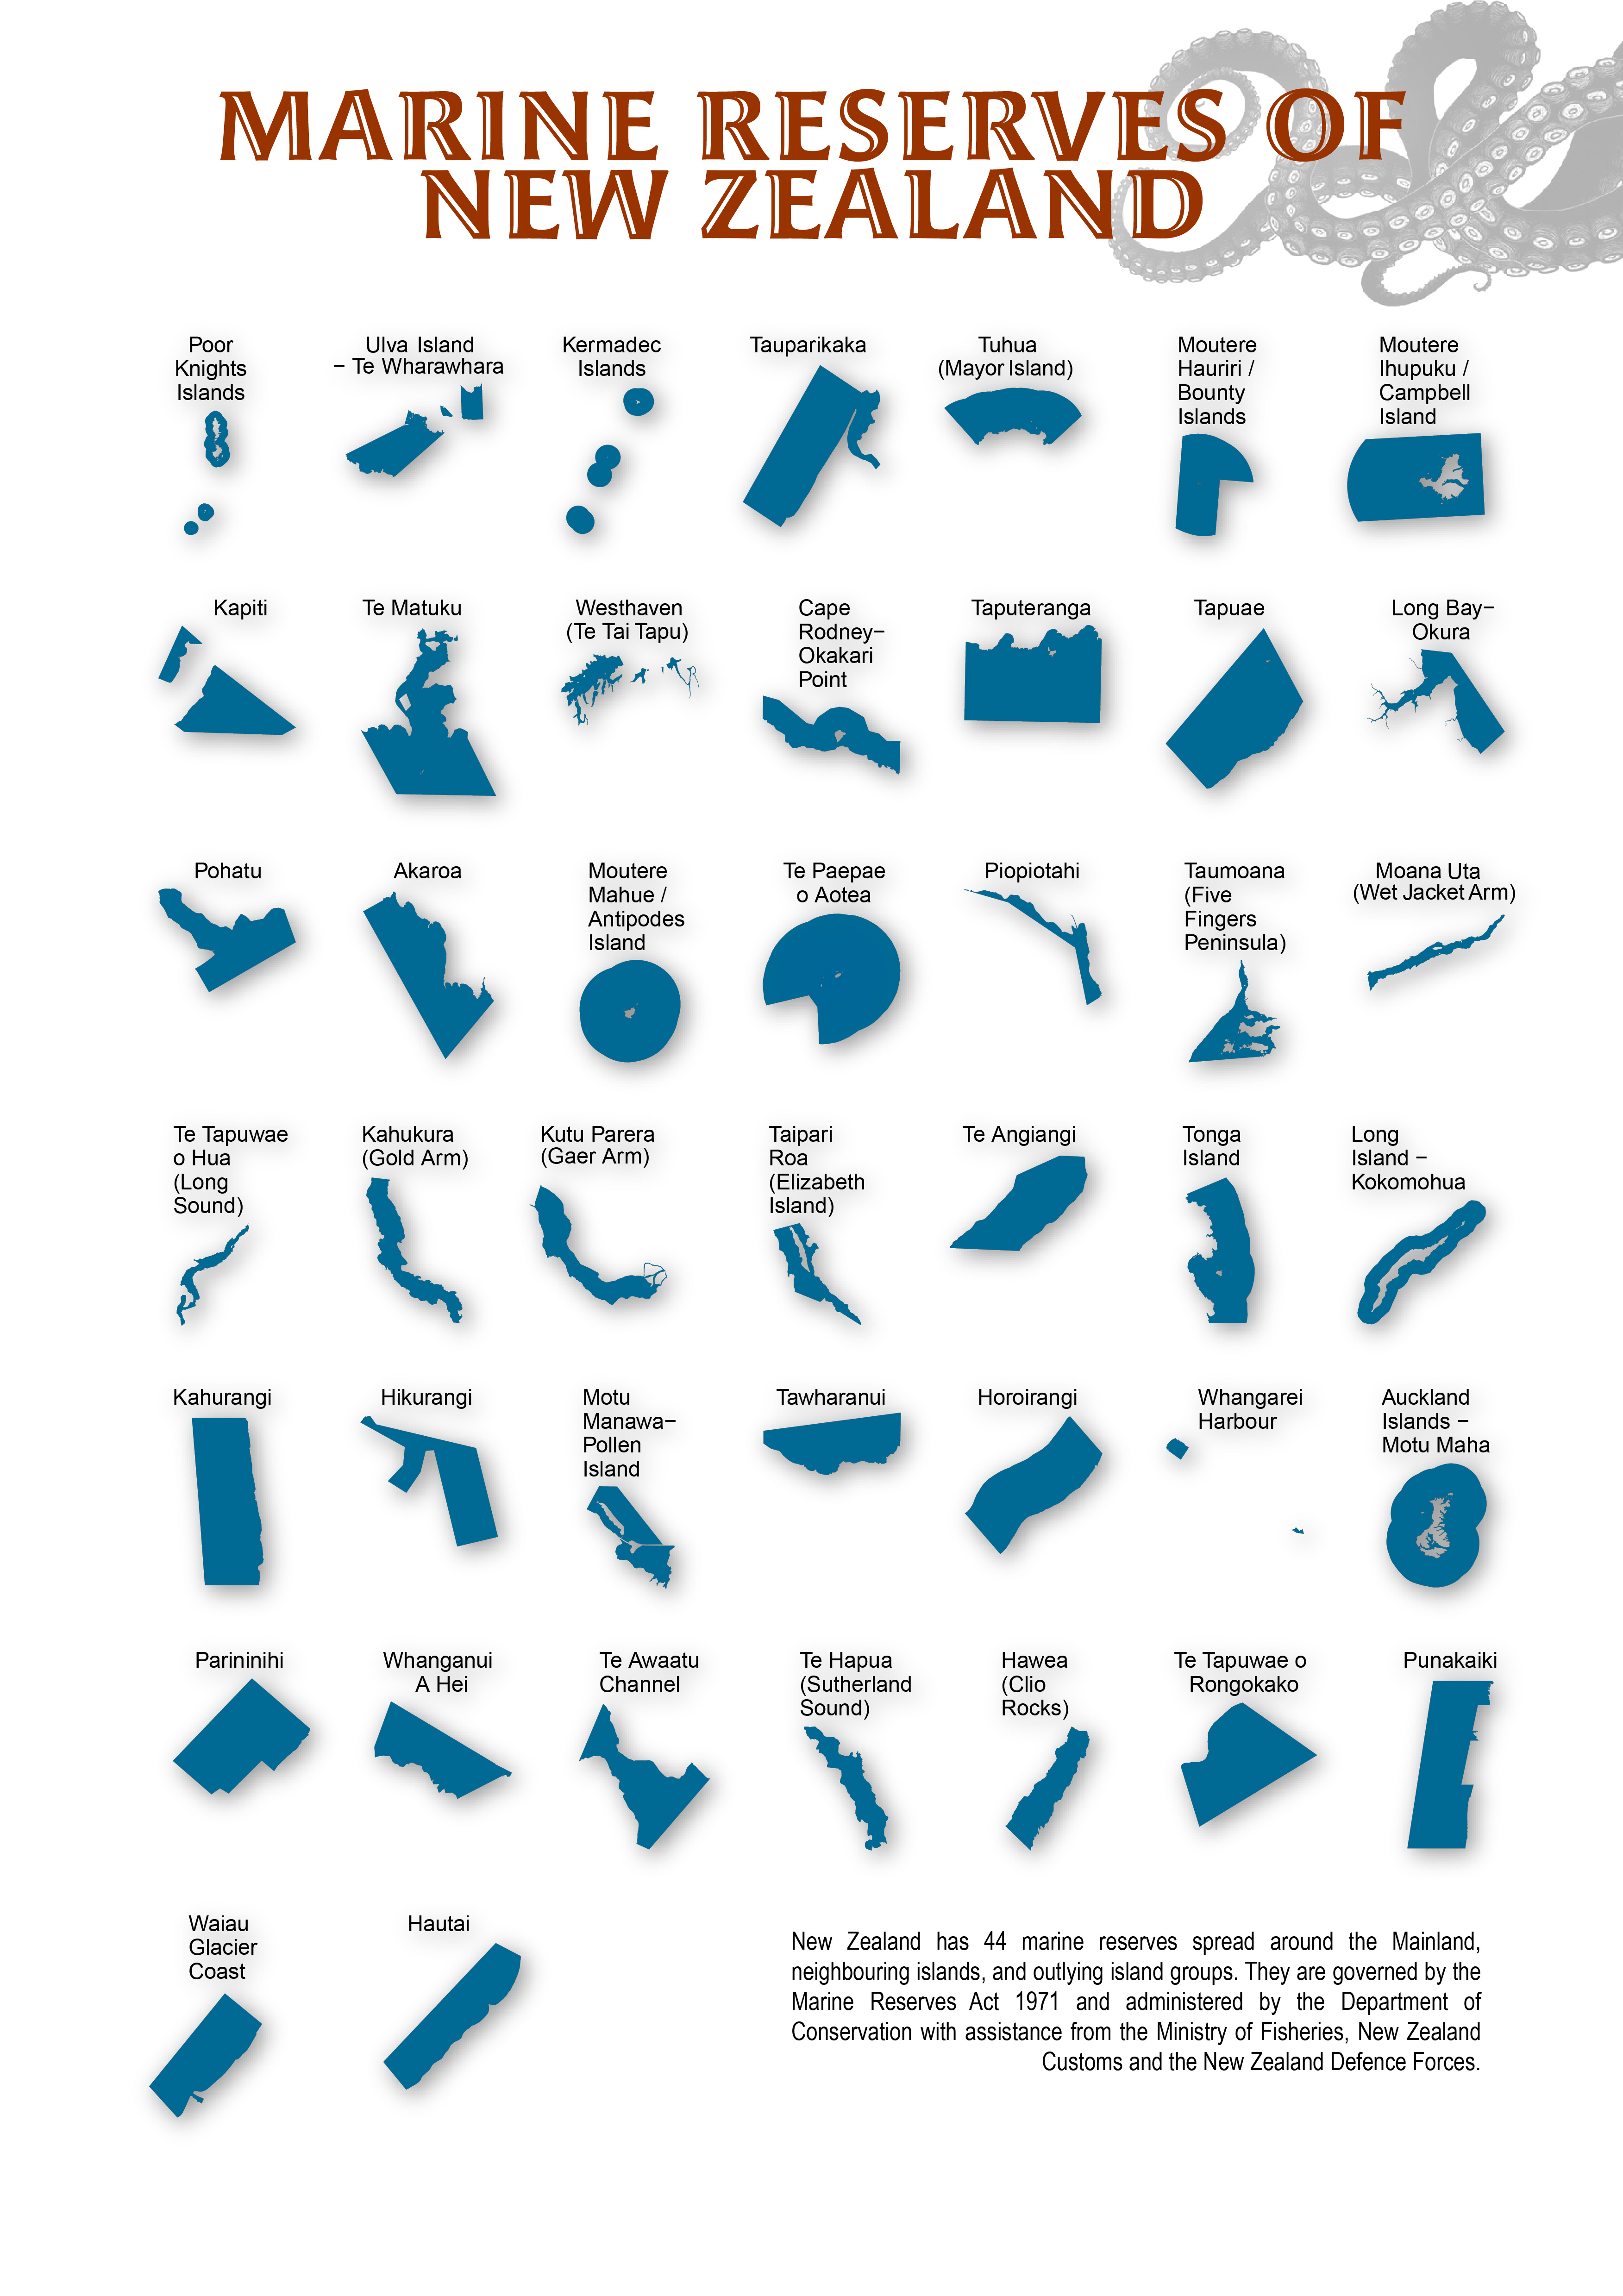 MARINE RESERVES OF
NEW ZEALAND
Poor
Knights
Islands
Ulva Island
– Te Wharawhara
Kermadec
Islands
Tauparikaka
Tuhua
(Mayor Island)
Moutere
Hauriri /
Bounty
Islands
Moutere
Ihupuku /
Campbell
Island
Kapiti
Te Matuku
Westhaven
(Te Tai Tapu)
Cape
Rodney–
Okakari
Point
Taputeranga
Tapuae
Long Bay–
Okura
Pohatu
Akaroa
Moutere
Mahue /
Antipodes
Island
Te Paepae
o Aotea
Piopiotahi
Taumoana
(Five
Fingers
Peninsula)
Moana Uta
(Wet Jacket Arm)
Te Tapuwae
o Hua
(Long
Sound)
Kahukura
(Gold Arm)
Kutu Parera
(Gaer Arm)
Taipari
Roa
(Elizabeth
Island)
Te Angiangi
Tonga
Island
Long
Island –
Kokomohua
Kahurangi
Hikurangi
Motu
Manawa–
Pollen
Island
Tawharanui
Horoirangi
Whangarei
Harbour
Auckland
Islands –
Motu Maha
Parininihi
Whanganui
A Hei
Te Awaatu
Channel
Te Hapua
(Sutherland
Sound)
Hawea
(Clio
Rocks)
Te Tapuwae o
Rongokako
Punakaiki
Waiau
Glacier
Coast
Hautai
New Zealand has 44 marine reserves spread around the Mainland,
neighbouring islands, and outlying island groups. They are governed by the
Marine Reserves Act 1971 and administered by the Department of
Conservation with assistance from the Ministry of Fisheries, New Zealand
Customs and the New Zealand Defence Forces.